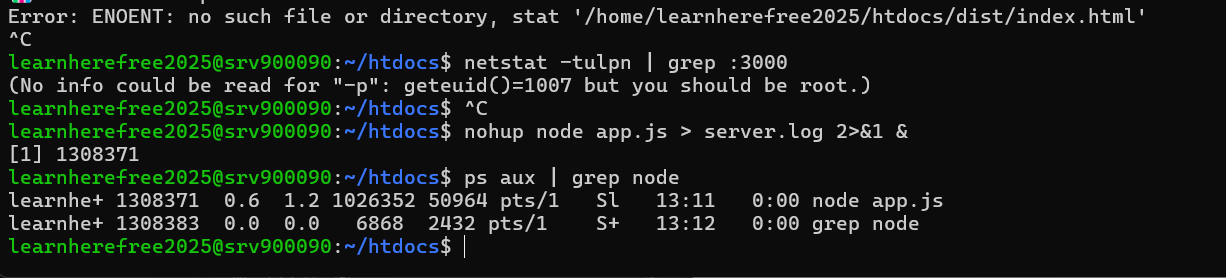 Error: ENOENT: no such file or directory, stat '/home/learnherefree2025/htdocs/dist/index.html'
^C
learnherefree2025@srv900090:~/htdocs$ netstat -tulpn | grep :3000
(No info could be read for "-p": geteuid()=1007 but you should be root.)
learnherefree2025@srv900090:~/htdocs$ ^C
learnherefree2025@srv900090:~/htdocs$ nohup node app.js > server.log 2>&1 &
[1] 1308371
learnherefree2025@srv900090:~/htdocs$ ps aux | grep node
learnhe+ 1308371  0.6  1.2 1026352 50964 pts/1   Sl   13:11   0:00 node app.js
learnhe+ 1308383  0.0  0.0   6868  2432 pts/1    S+   13:12   0:00 grep node
learnherefree2025@srv900090:~/htdocs$